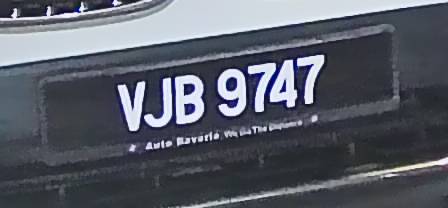 VJB 9747
Auto Bavaria We Go The Distance